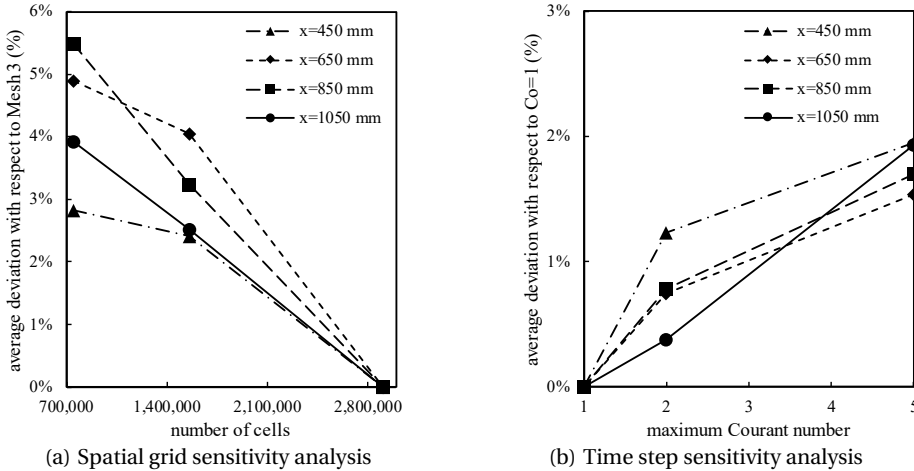 average deviation with respect to Mesh 3 (%)
6%
5%
4%
3%
2%
1%
0%
x=450 mm
x=650 mm
x=850 mm
x=1050 mm
700,000 1,400,000 2,100,000 2,800,000
number of cells
(a) Spatial grid sensitivity analysis
average deviation with respect to Co=1 (%)
3%
2%
1%
0%
x=450 mm
x=650 mm
x=850 mm
x=1050 mm
1 2 3 4 5
maximum Courant number
(b) Time step sensitivity analysis